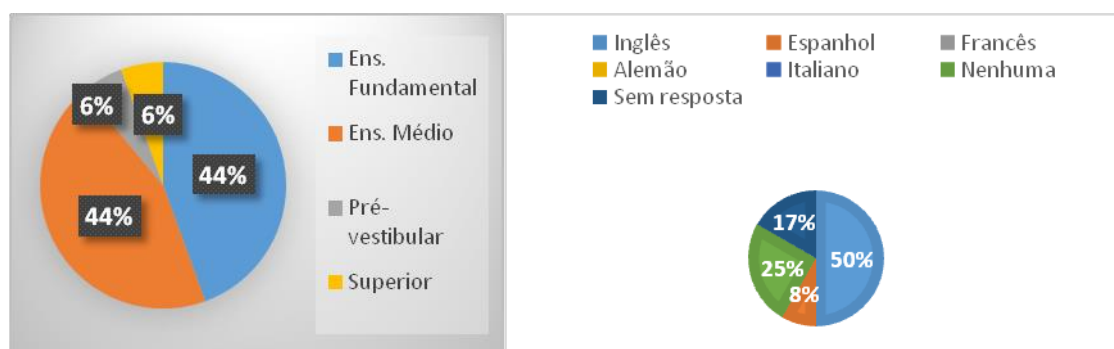 Ens.
Fundamental
Ens. Médio
Pré-
vestibular
Superior
6%
6%
44%
44%
Inglês
Espanhol
Francês
Alemão
Italiano
Nenhuma
Sem resposta
17%
50%
25%
8%